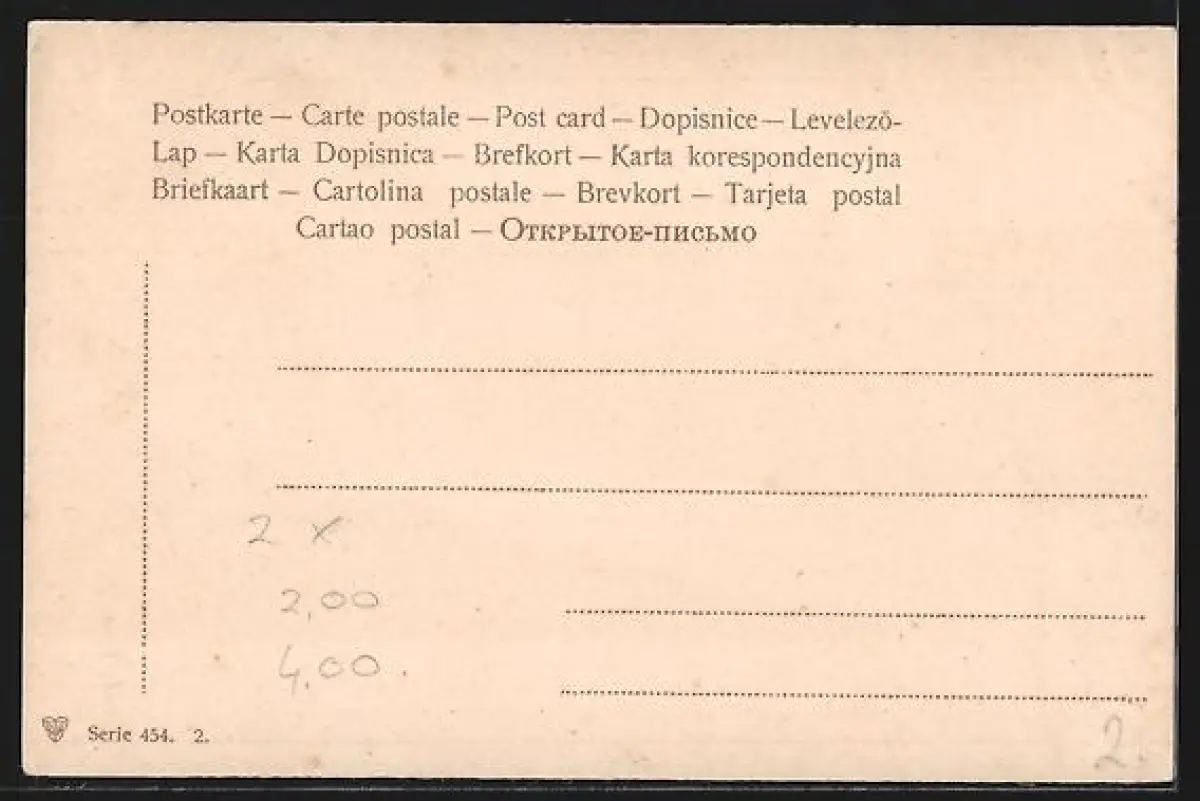 Postkarte — Carte postale — Post card — Dopisnice — Levelező-
Lap — Karta Dopisnica — Brefkort — Karta korespondencyjna
Briefkaart — Cartolina postale — Brevkort — Tarjeta postal
Cartao postal — Открытое-письмо
2 x
2,00
4,00.
Serie 454. 2.
2.